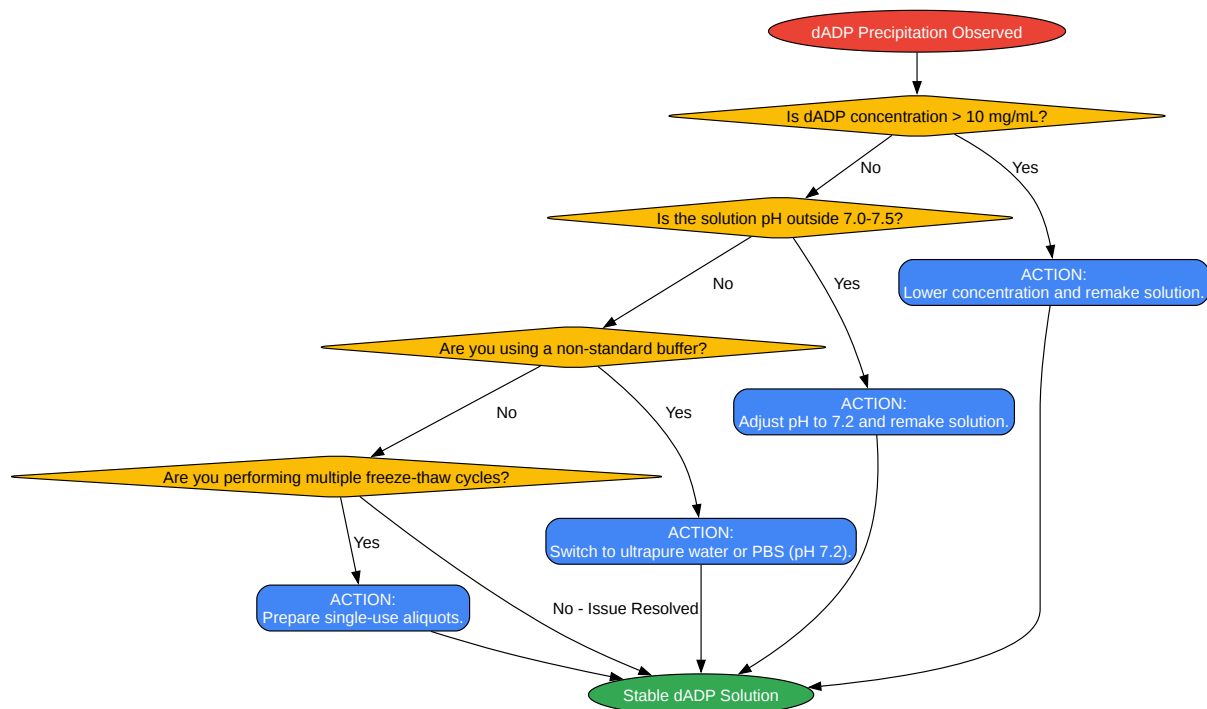 dADP Precipitation Observed
Is dADP concentration > 10 mg/mL?
No
Yes
Is the solution pH outside 7.0-7.5?
ACTION:
Lower concentration and remake solution.
No
Yes
Are you using a non-standard buffer?
ACTION:
Adjust pH to 7.2 and remake solution.
No
Yes
Are you performing multiple freeze-thaw cycles?
ACTION:
Switch to ultrapure water or PBS (pH 7.2).
Yes
ACTION:
Prepare single-use aliquots.
No - Issue Resolved
Stable dADP Solution